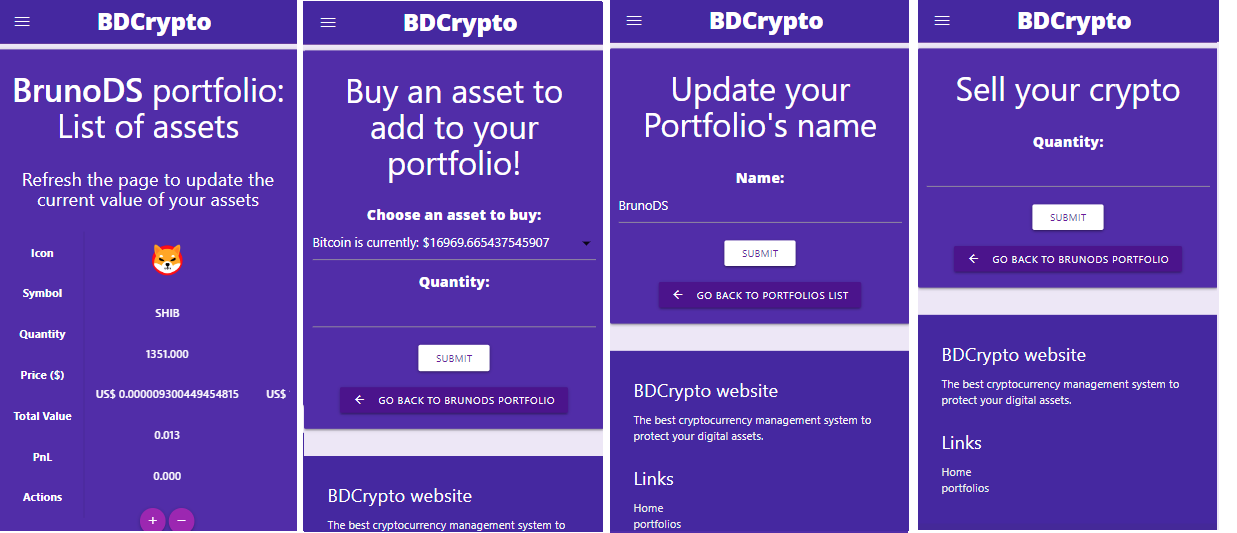 BDCrypto
BrunoDS portfolio:
List of assets
Refresh the page to update the
current value of your assets
Icon
Symbol
SHIB
Quantity
1351.000
Price ($)
US$ 0.000009300449454815
US$
Total Value
0.013
PnL
0.000
Actions
+
−
BDCrypto
Buy an asset to
add to your
portfolio!
Choose an asset to buy:
Bitcoin is currently: $16969.665437545907
Quantity:
SUBMIT
← GO BACK TO BRUNODS PORTFOLIO
BDCrypto website
The best cryptocurrency management system to
BDCrypto
Update your
Portfolio's name
Name:
BrunoDS
SUBMIT
← GO BACK TO PORTFOLIOS LIST
BDCrypto website
The best cryptocurrency management system to
protect your digital assets.
Links
Home
portfolios
BDCrypto
Sell your crypto
Quantity:
SUBMIT
← GO BACK TO BRUNODS PORTFOLIO
BDCrypto website
The best cryptocurrency management system to
protect your digital assets.
Links
Home
portfolios